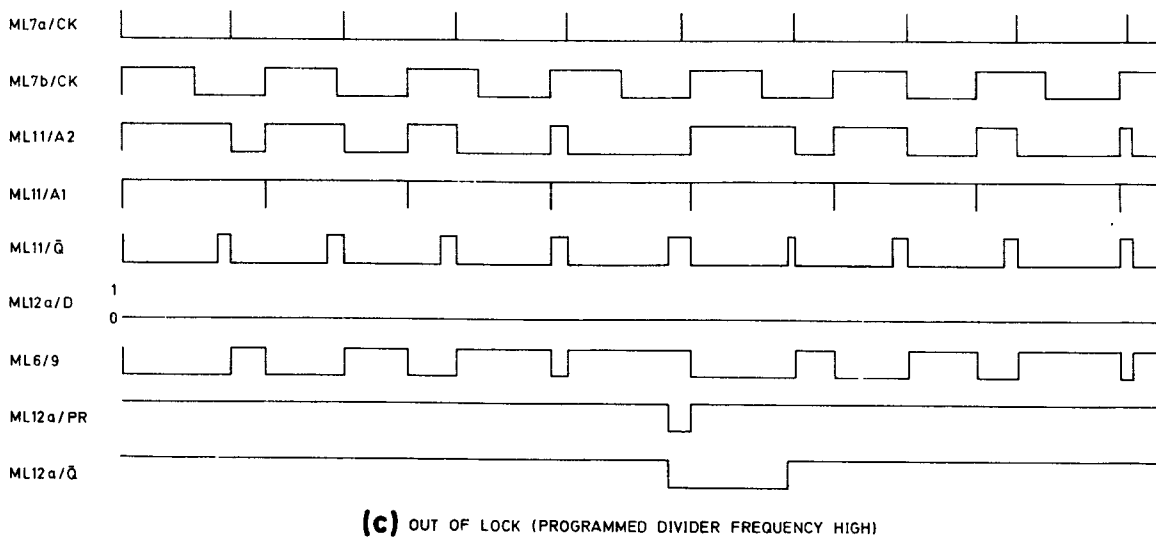 ML7a/CK
ML7b/CK
ML11/A2
ML11/A1
ML11/Q̄
ML12a/D
1
0
ML6/9
ML12a/PR
ML12a/Q̄
(c) OUT OF LOCK (PROGRAMMED DIVIDER FREQUENCY HIGH)